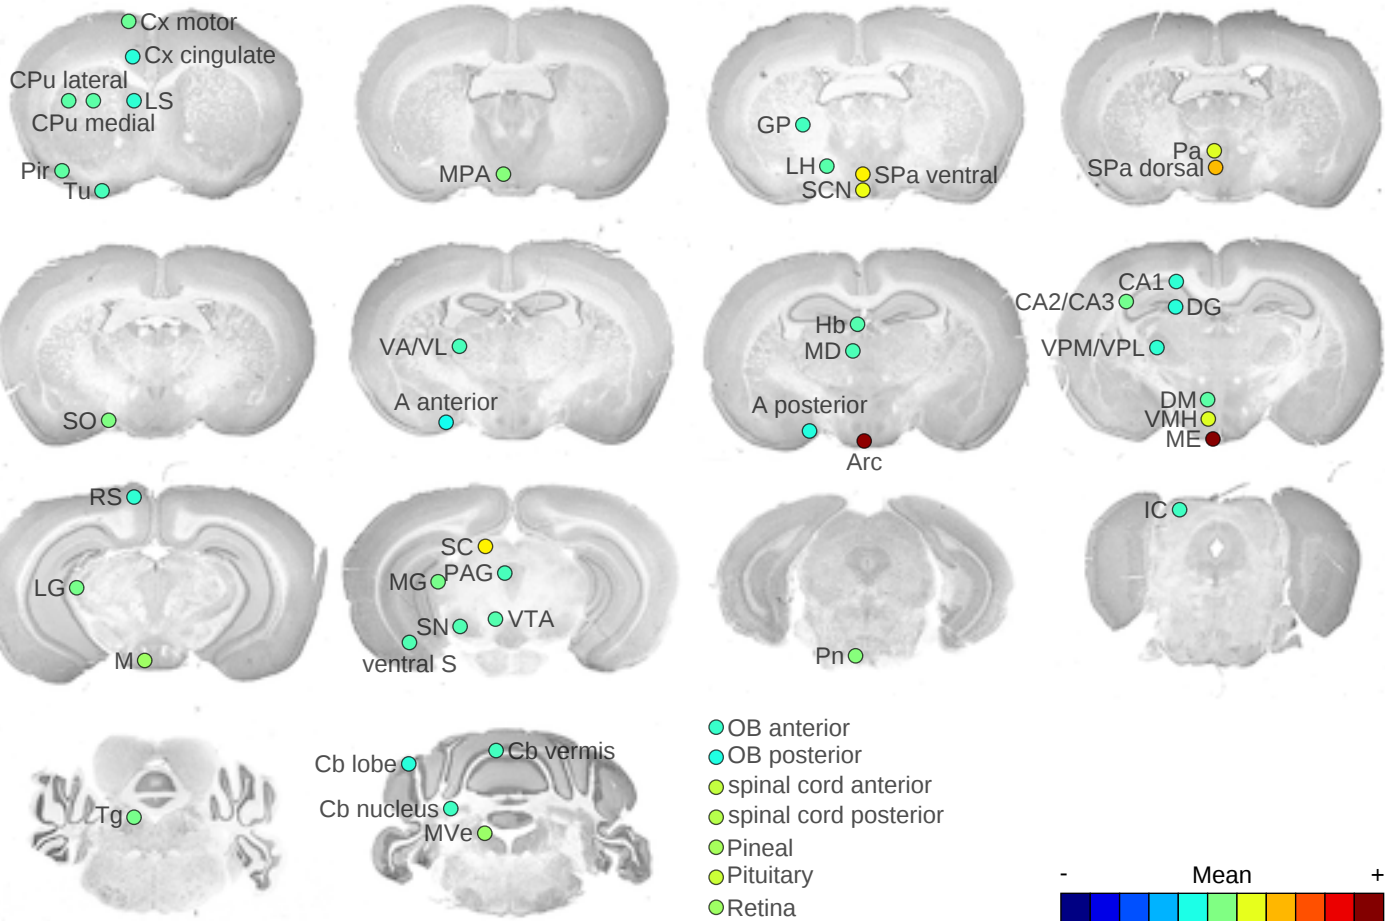 Cx motor
Cx cingulate
CPu lateral
LS
CPu medial
Pir
Tu
MPA
GP
LH
SPa ventral
SCN
Pa
SPa dorsal
SO
VA/VL
A anterior
Hb
MD
A posterior
Arc
CA1
CA2/CA3
DG
VPM/VPL
DM
VMH
ME
RS
LG
M
SC
PAG
MG
SN
VTA
ventral S
Pn
IC
Tg
Cb vermis
Cb lobe
Cb nucleus
MVe
OB anterior
OB posterior
spinal cord anterior
spinal cord posterior
Pineal
Pituitary
Retina
- Mean +